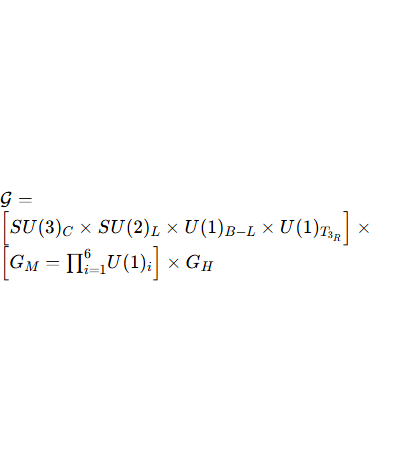 𝒢 =
[SU(3)_C × SU(2)_L × U(1)_{B−L} × U(1)_{T_{3_R}}] ×
[G_M = ∏_{i=1}^{6} U(1)_i] × G_H